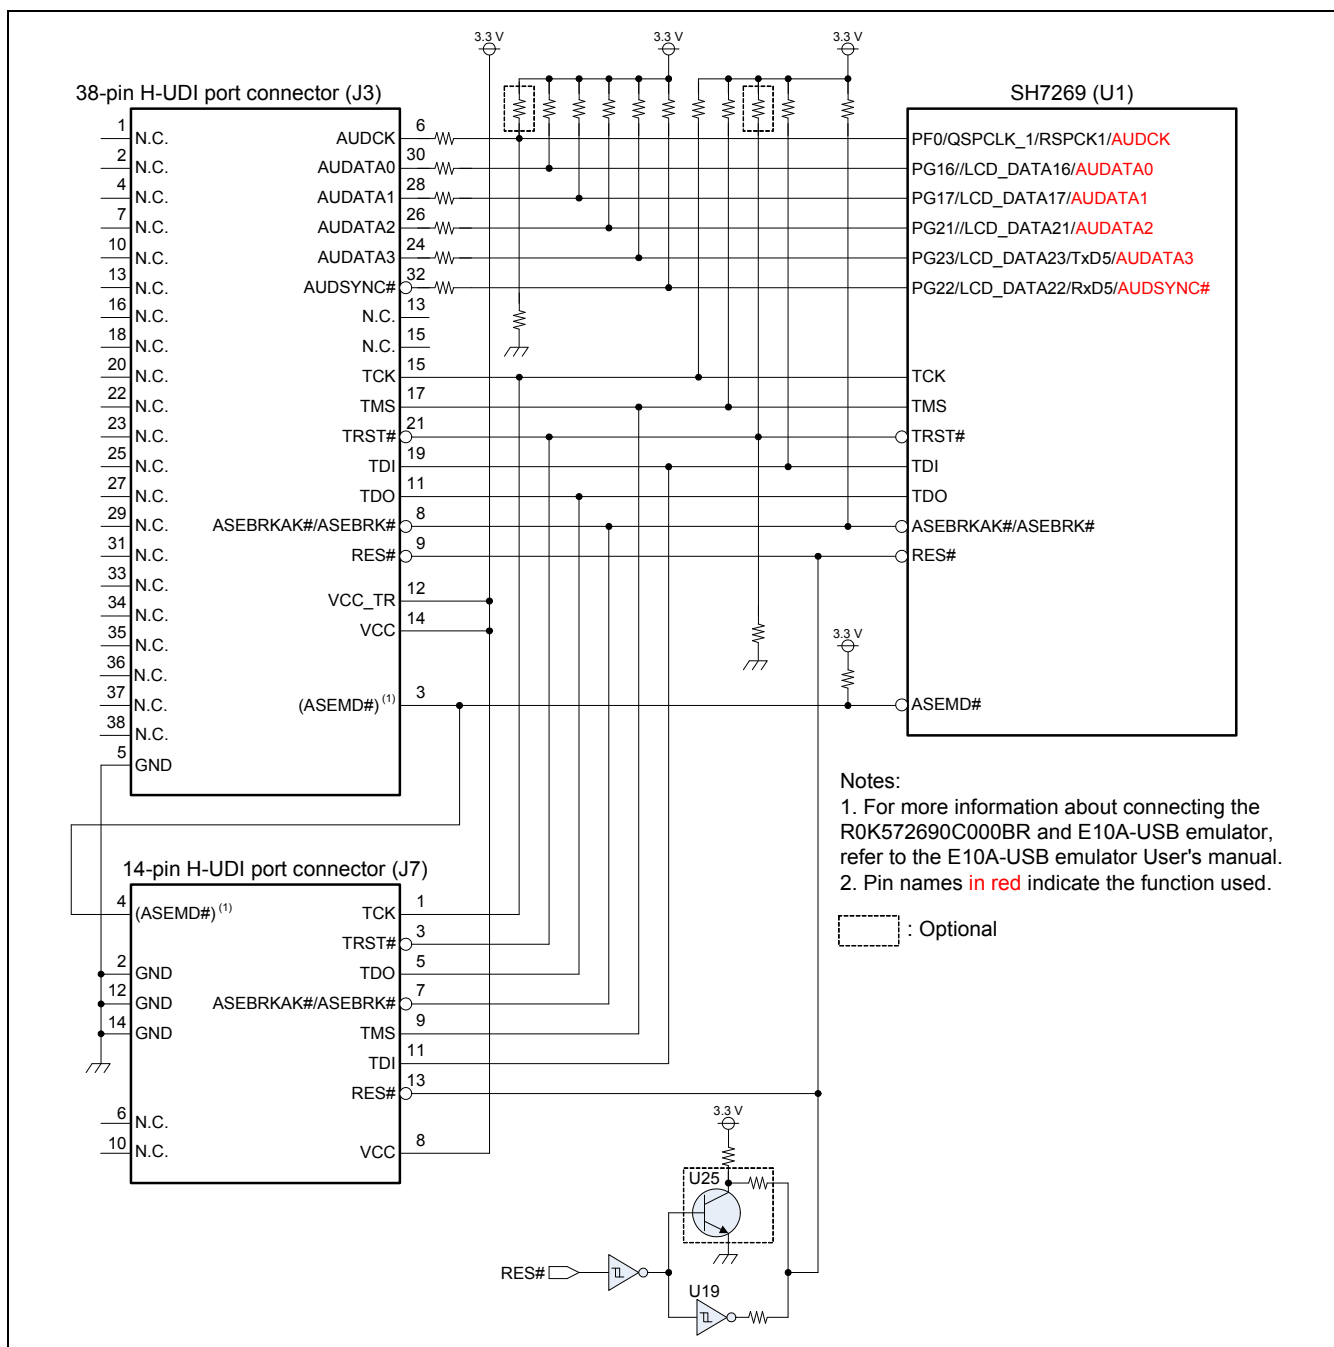 3.3 V
3.3 V
3.3 V
38-pin H-UDI port connector (J3)
SH7269 (U1)
1 N.C.
2 N.C.
4 N.C.
7 N.C.
10 N.C.
13 N.C.
16 N.C.
18 N.C.
20 N.C.
22 N.C.
23 N.C.
25 N.C.
27 N.C.
29 N.C.
31 N.C.
33 N.C.
34 N.C.
35 N.C.
36 N.C.
37 N.C.
38 N.C.
5 GND
AUDCK 6
AUDATA0 30
AUDATA1 28
AUDATA2 26
AUDATA3 24
AUDSYNC# 32
N.C. 13
N.C. 15
TCK 15
TMS 17
TRST# 21
TDI 19
TDO 11
ASEBRKAK#/ASEBRK# 8
RES# 9
VCC_TR 12
VCC 14
(ASEMD#) (1) 3
PF0/QSPCLK_1/RSPCK1/AUDCK
PG16//LCD_DATA16/AUDATA0
PG17/LCD_DATA17/AUDATA1
PG21//LCD_DATA21/AUDATA2
PG23/LCD_DATA23/TxD5/AUDATA3
PG22/LCD_DATA22/RxD5/AUDSYNC#
TCK
TMS
TRST#
TDI
TDO
ASEBRKAK#/ASEBRK#
RES#
3.3 V
ASEMD#
Notes:
1. For more information about connecting the
R0K572690C000BR and E10A-USB emulator,
refer to the E10A-USB emulator User's manual.
2. Pin names in red indicate the function used.
: Optional
14-pin H-UDI port connector (J7)
4 (ASEMD#) (1)
2 GND
12 GND
14 GND
6 N.C.
10 N.C.
TCK 1
TRST# 3
TDO 5
ASEBRKAK#/ASEBRK# 7
TMS 9
TDI 11
RES# 13
VCC 8
3.3 V
U25
RES#
U19